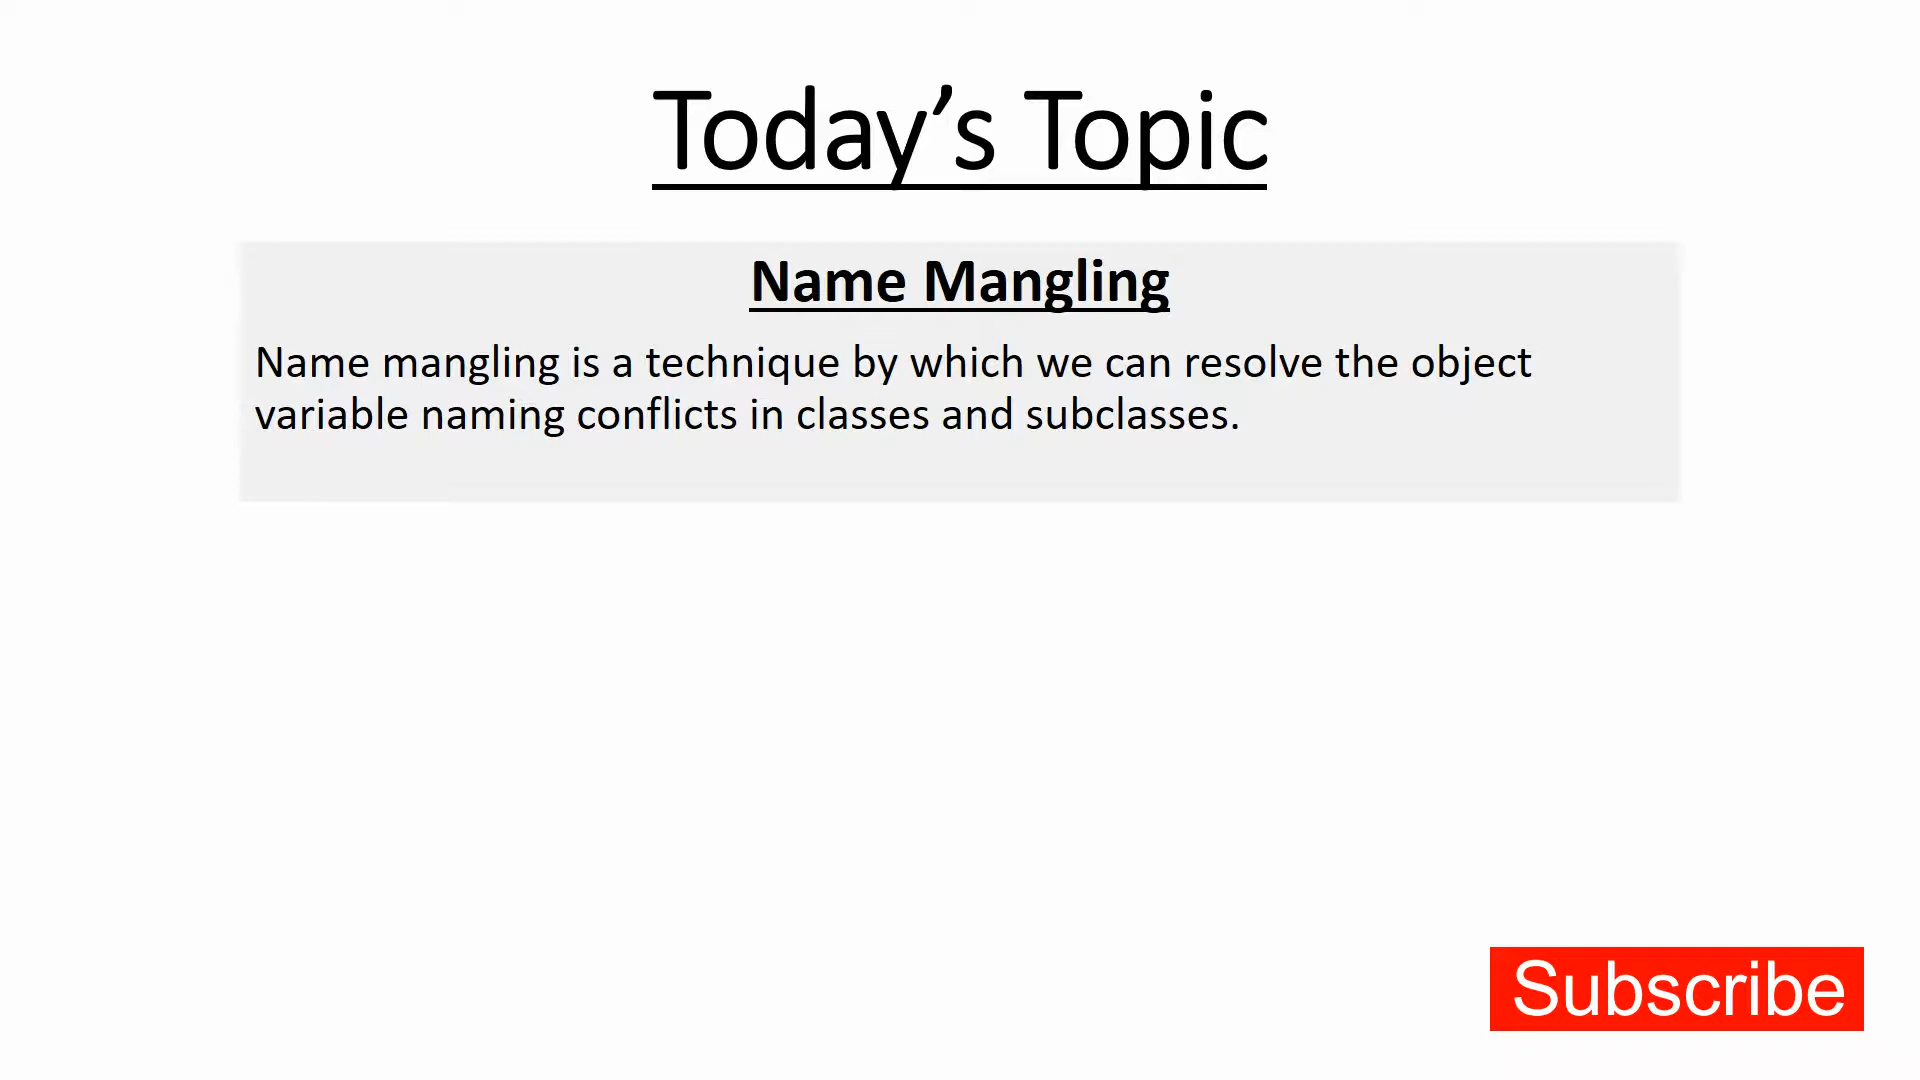 Today’s Topic
Name Mangling
Name mangling is a technique by which we can resolve the object
variable naming conflicts in classes and subclasses.
Subscribe